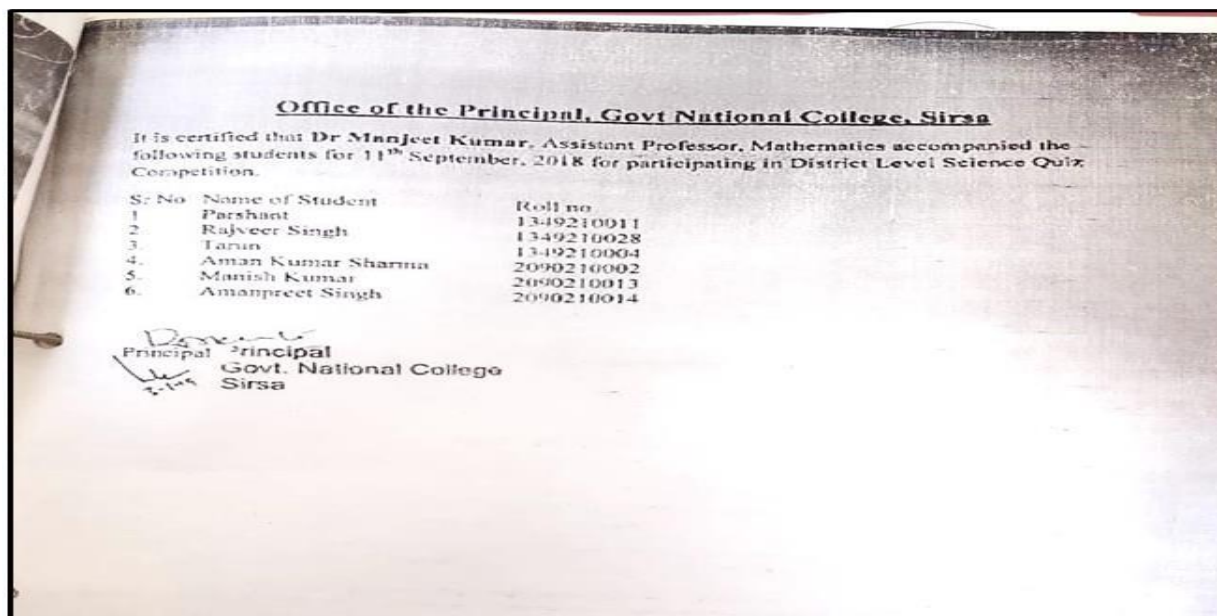 Office of the Principal, Govt National College, Sirsa
It is certified that Dr Manjeet Kumar, Assistant Professor, Mathematics accompanied the
following students for 11th September, 2018 for participating in District Level Science Quiz
Competition.
Sr No Name of Student Roll no
1 Parshant 1349210011
2. Rajveer Singh 1349210028
3. Tarun 1349210004
4. Aman Kumar Sharma 2090210002
5. Manish Kumar 2090210013
6. Amanpreet Singh 2090210014
Principal Principal
Govt. National College
Sirsa